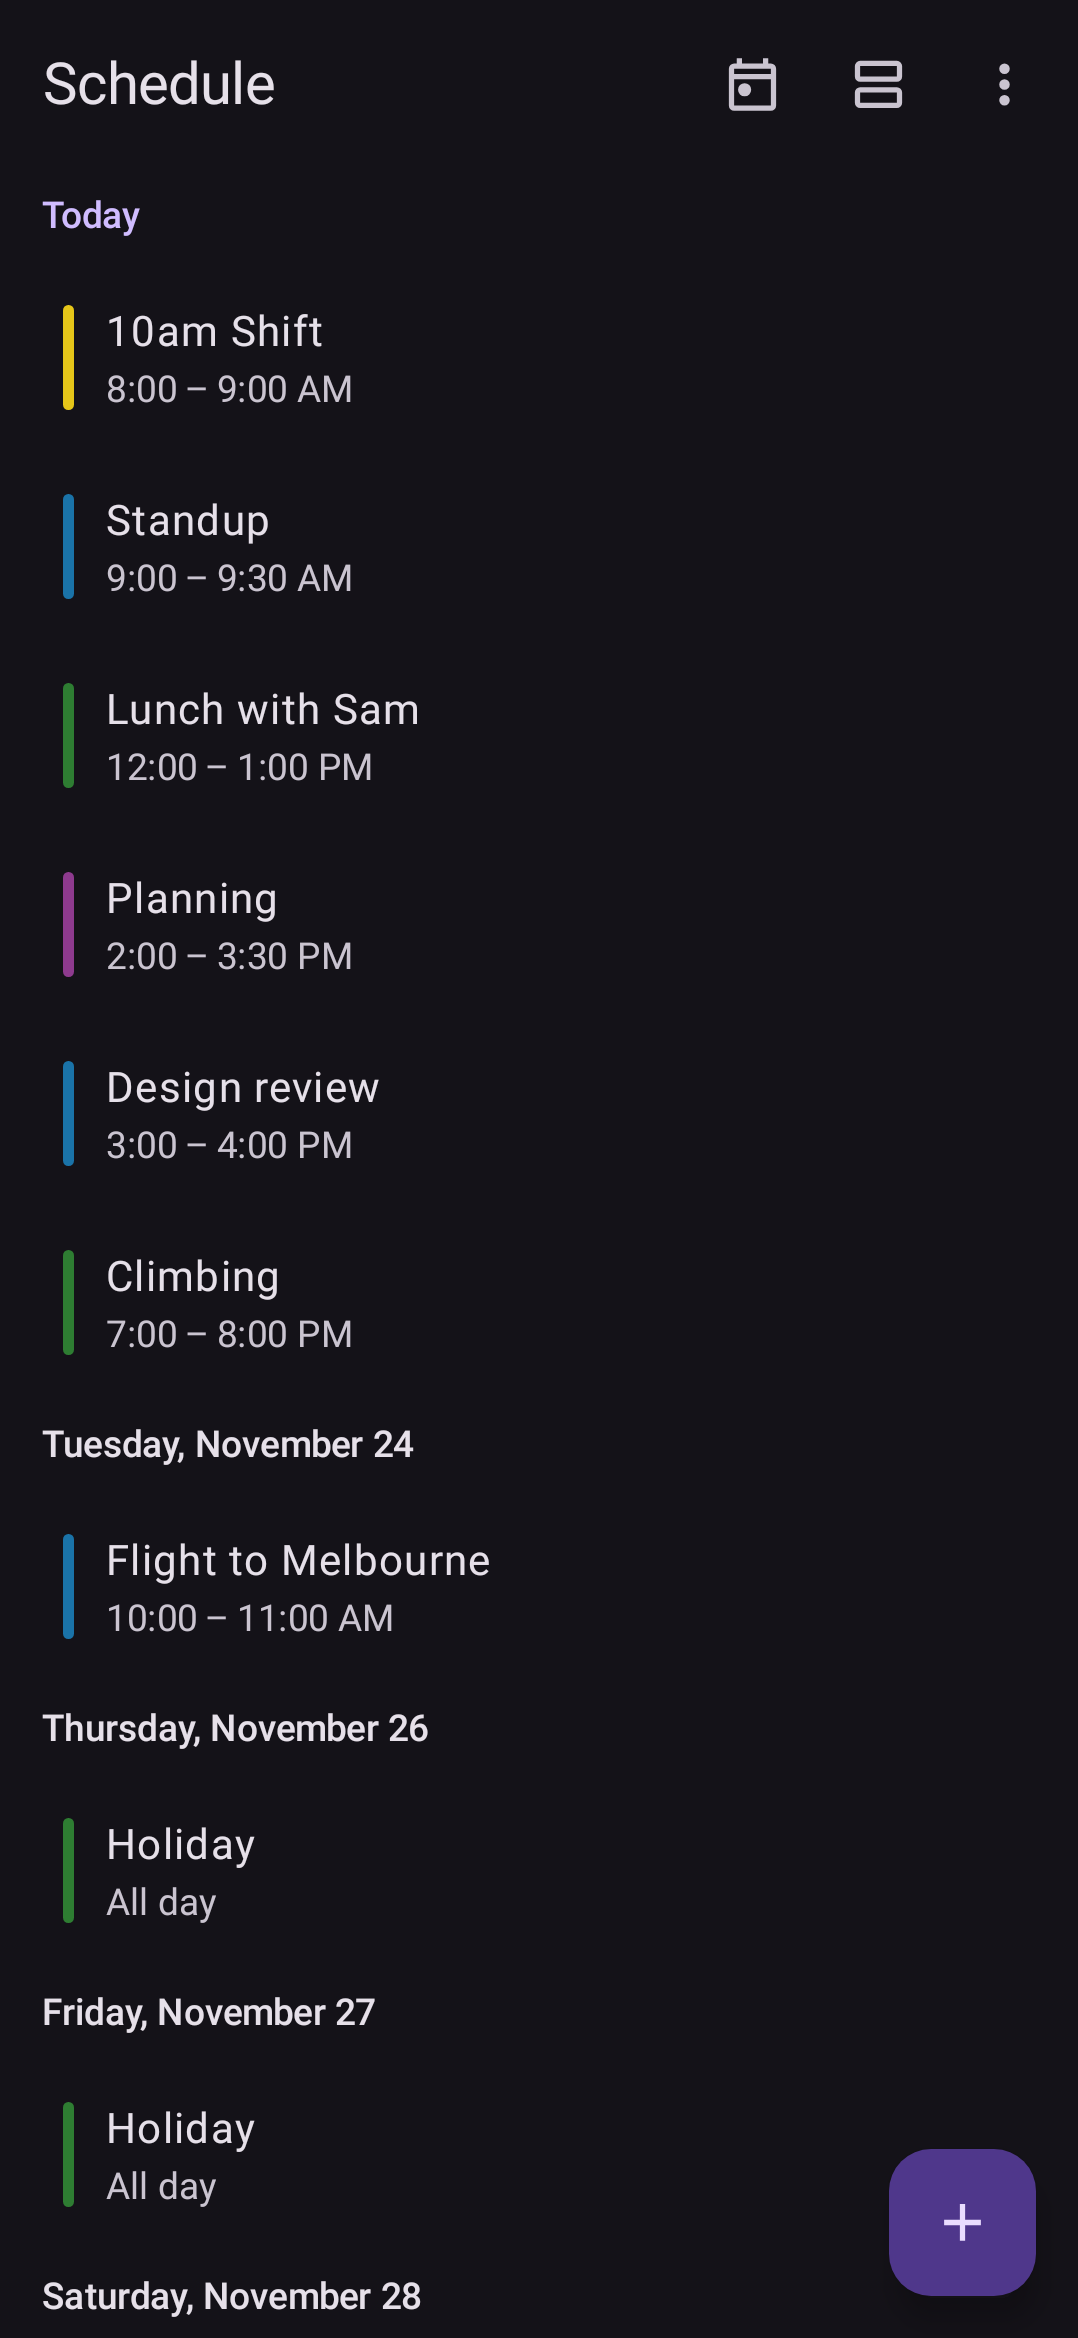 Schedule
Today
10am Shift
8:00 – 9:00 AM
Standup
9:00 – 9:30 AM
Lunch with Sam
12:00 – 1:00 PM
Planning
2:00 – 3:30 PM
Design review
3:00 – 4:00 PM
Climbing
7:00 – 8:00 PM
Tuesday, November 24
Flight to Melbourne
10:00 – 11:00 AM
Thursday, November 26
Holiday
All day
Friday, November 27
Holiday
All day
Saturday, November 28